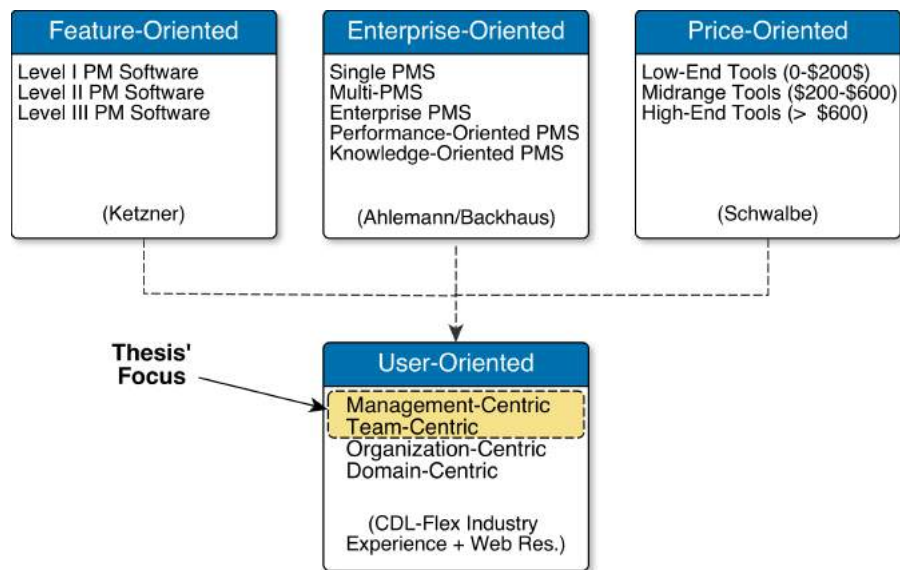 Feature-Oriented
Level I PM Software
Level II PM Software
Level III PM Software
(Ketzner)
Enterprise-Oriented
Single PMS
Multi-PMS
Enterprise PMS
Performance-Oriented PMS
Knowledge-Oriented PMS
(Ahlemann/Backhaus)
Price-Oriented
Low-End Tools (0-$200$)
Midrange Tools ($200-$600)
High-End Tools (> $600)
(Schwalbe)
Thesis'
Focus
User-Oriented
Management-Centric
Team-Centric
Organization-Centric
Domain-Centric
(CDL-Flex Industry
Experience + Web Res.)